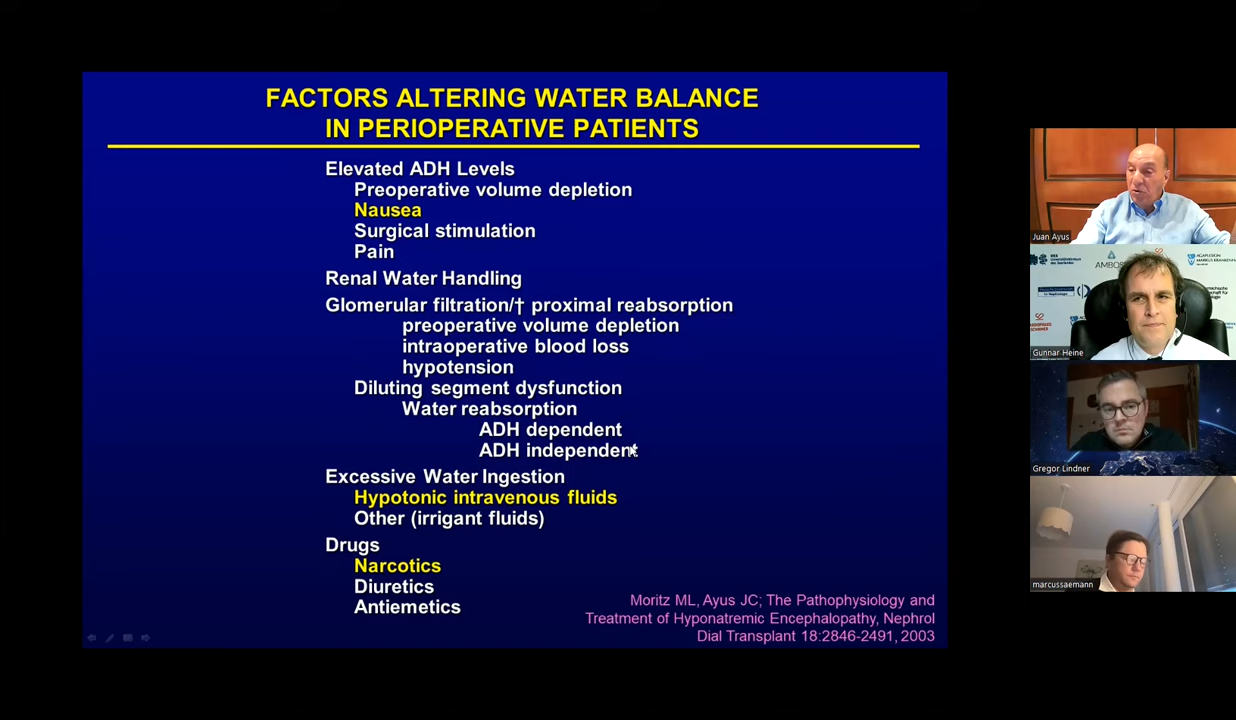 FACTORS ALTERING WATER BALANCE
IN PERIOPERATIVE PATIENTS
Elevated ADH Levels
Preoperative volume depletion
Nausea
Surgical stimulation
Pain
Renal Water Handling
Glomerular filtration/† proximal reabsorption
preoperative volume depletion
intraoperative blood loss
hypotension
Diluting segment dysfunction
Water reabsorption
ADH dependent
ADH independent
Excessive Water Ingestion
Hypotonic intravenous fluids
Other (irrigant fluids)
Drugs
Narcotics
Diuretics
Antiemetics
Moritz ML, Ayus JC; The Pathophysiology and
Treatment of Hyponatremic Encephalopathy, Nephrol
Dial Transplant 18:2846-2491, 2003
Juan Ayus
AMBOS
Gunnar Heine
Gregor Lindner
marcussaemann